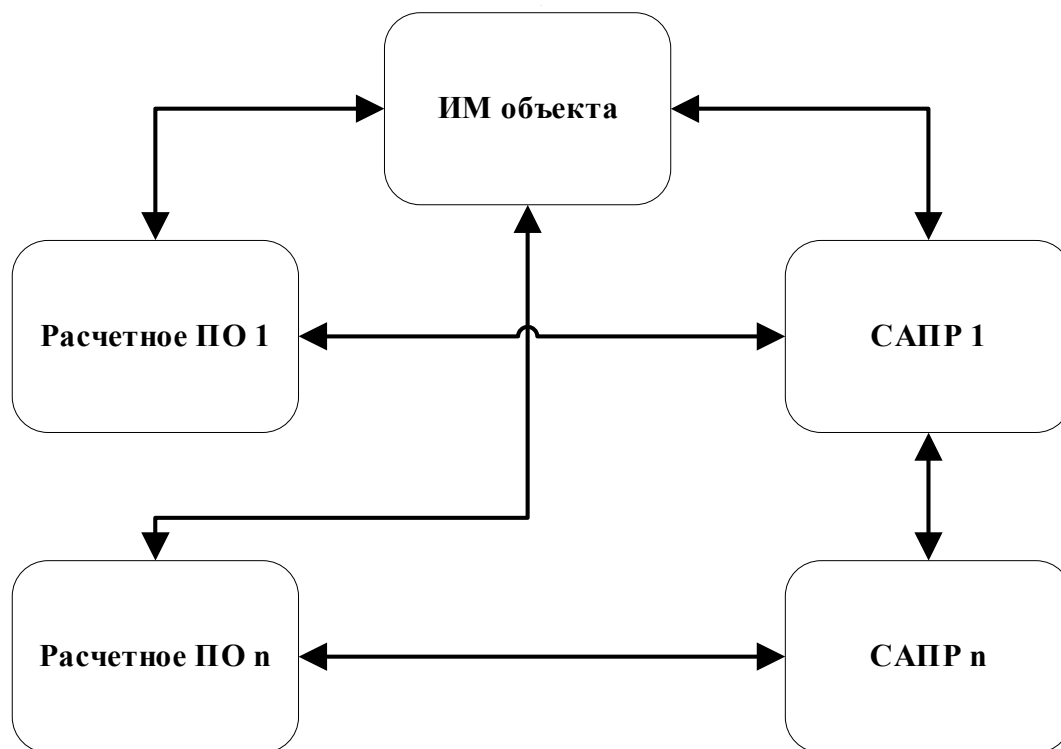 ИМ объекта
Расчетное ПО 1
САПР 1
Расчетное ПО n
САПР n